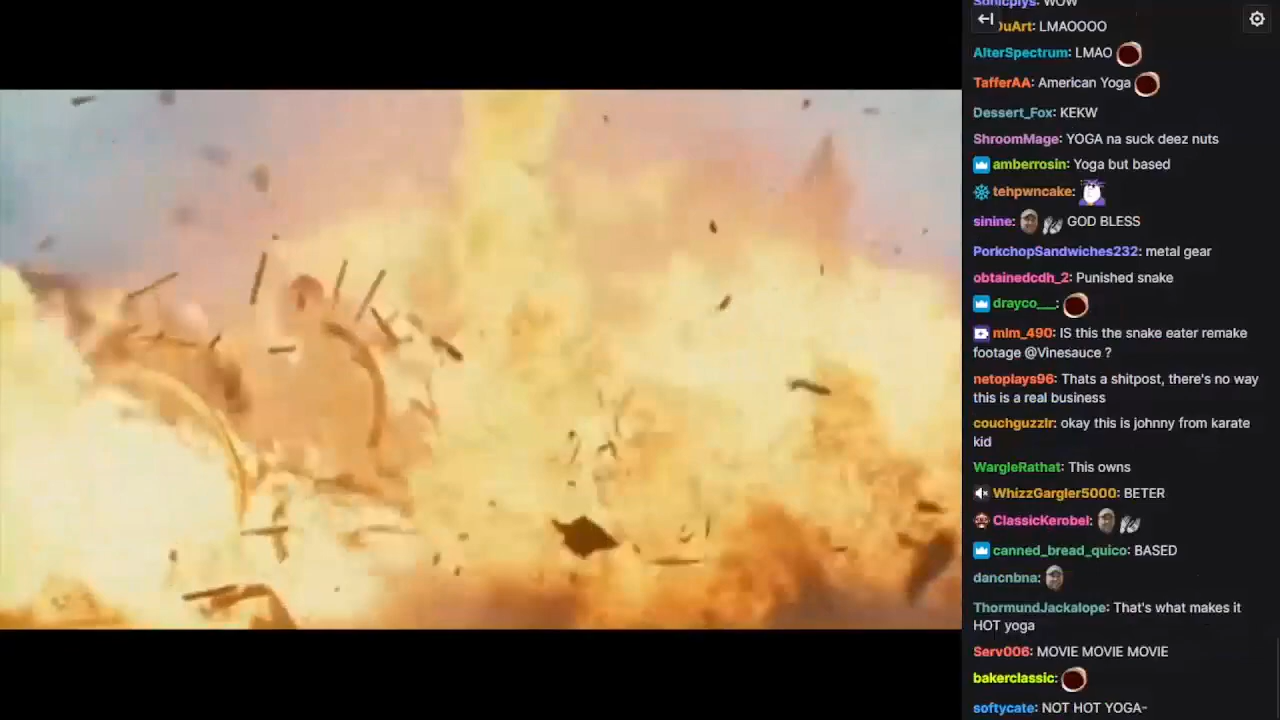 Sonicplys: WOW
DuArt: LMAOOOO
AlterSpectrum: LMAO
TafferAA: American Yoga
Dessert_Fox: KEKW
ShroomMage: YOGA na suck deez nuts
amberrosin: Yoga but based
tehpwncake:
sinine: GOD BLESS
PorkchopSandwiches232: metal gear
obtainedcdh_2: Punished snake
drayco___:
mlm_490: IS this the snake eater remake
footage @Vinesauce ?
netoplays96: Thats a shitpost, there's no way
this is a real business
couchguzzlr: okay this is johnny from karate
kid
WargleRathat: This owns
WhizzGargler5000: BETER
ClassicKerobel:
canned_bread_quico: BASED
dancnbna:
ThormundJackalope: That's what makes it
HOT yoga
Serv006: MOVIE MOVIE MOVIE
bakerclassic:
softycate: NOT HOT YOGA-